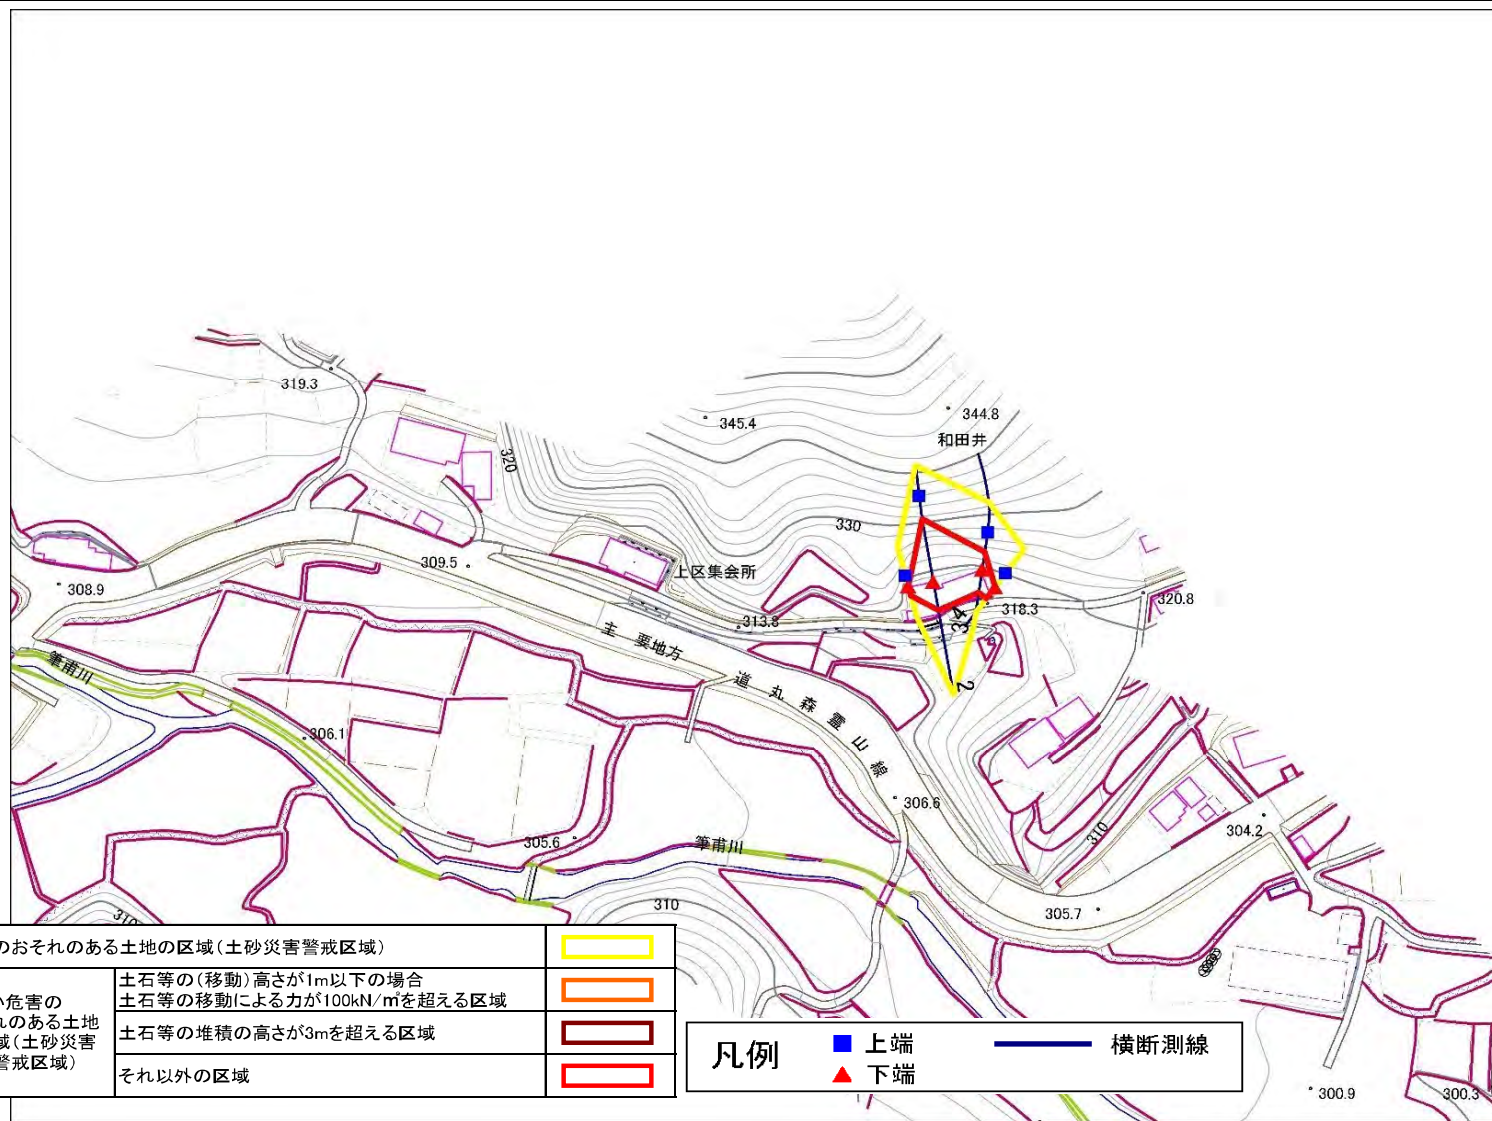 344.8
345.4
和田井
319.3
320
330
上区集会所
309.5
308.9
320.8
318.3
313.8
34
2
主要地方道丸森霊山線
筆甫川
306.1
306.6
304.2
310
305.6
筆甫川
310
305.7
310
のおそれのある土地の区域(土砂災害警戒区域)
土石等の(移動)高さが1m以下の場合
土石等の移動による力が100kN/㎡を超える区域
い危害の
れのある土地
域(土砂災害
警戒区域)
土石等の堆積の高さが3mを超える区域
それ以外の区域
凡例
上端
下端
横断測線
300.9
300.3